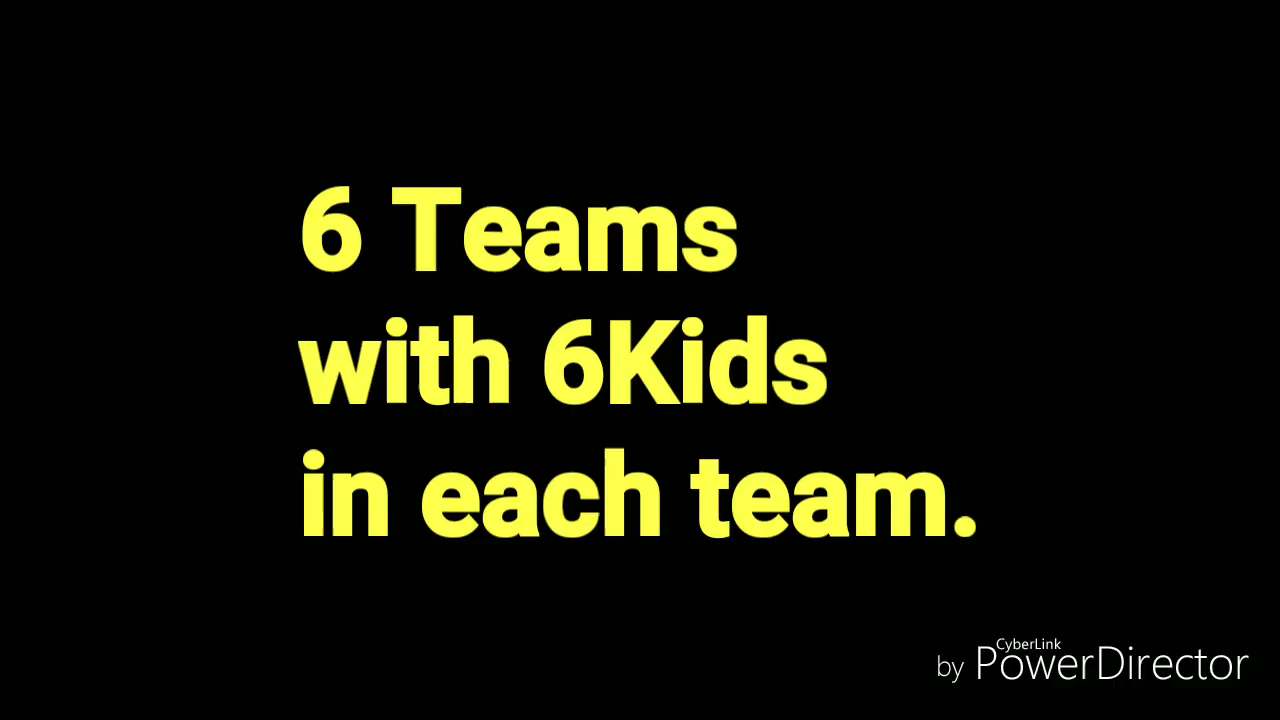 6 Teams
with 6Kids
in each team.
CyberLink
by PowerDirector